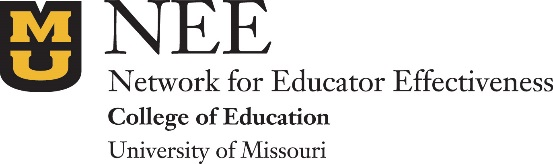 MU
NEE
Network for Educator Effectiveness
College of Education
University of Missouri